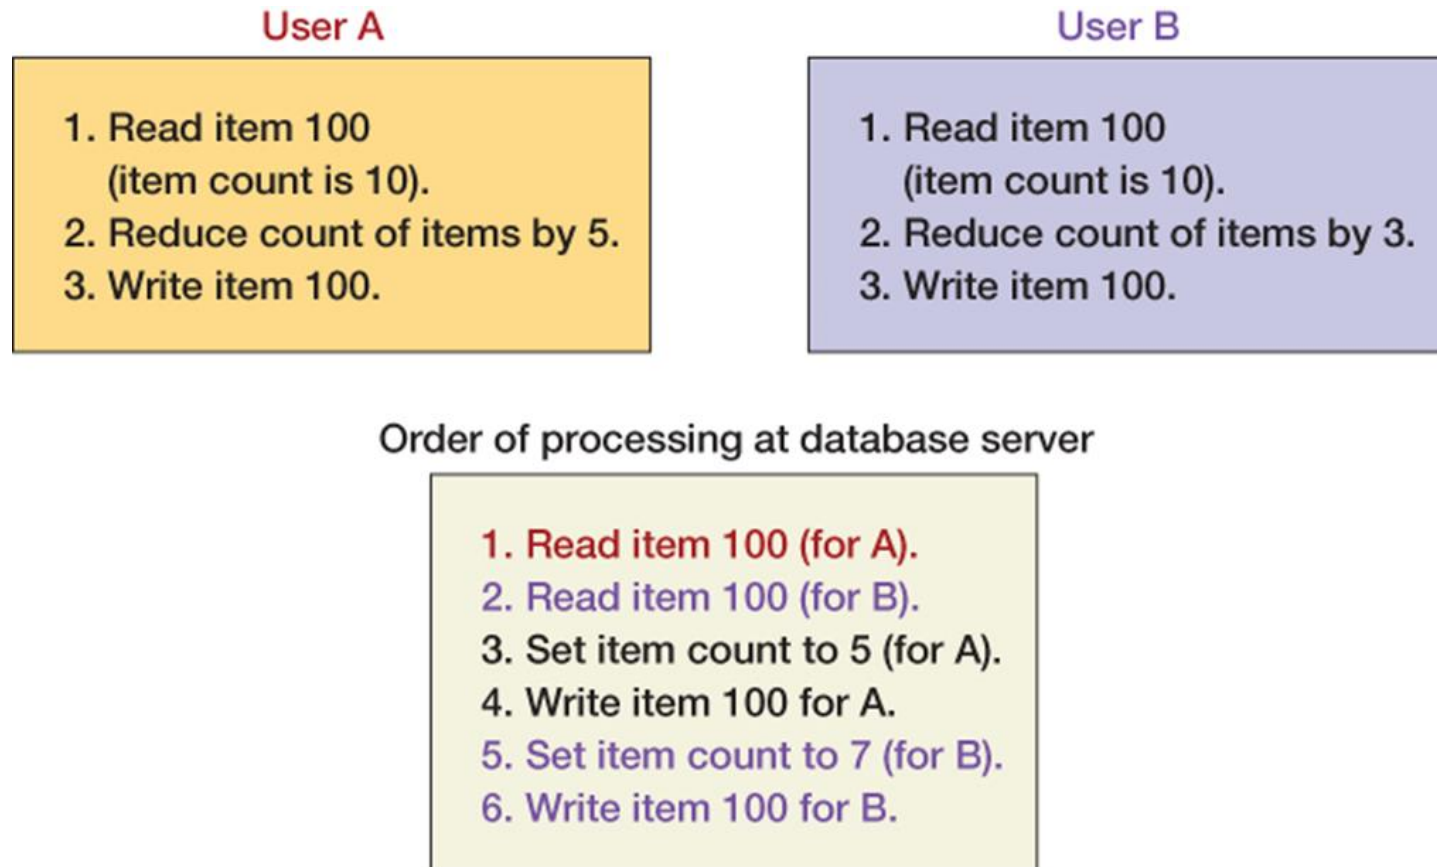 User A
1. Read item 100
(item count is 10).
2. Reduce count of items by 5.
3. Write item 100.
User B
1. Read item 100
(item count is 10).
2. Reduce count of items by 3.
3. Write item 100.
Order of processing at database server
1. Read item 100 (for A).
2. Read item 100 (for B).
3. Set item count to 5 (for A).
4. Write item 100 for A.
5. Set item count to 7 (for B).
6. Write item 100 for B.